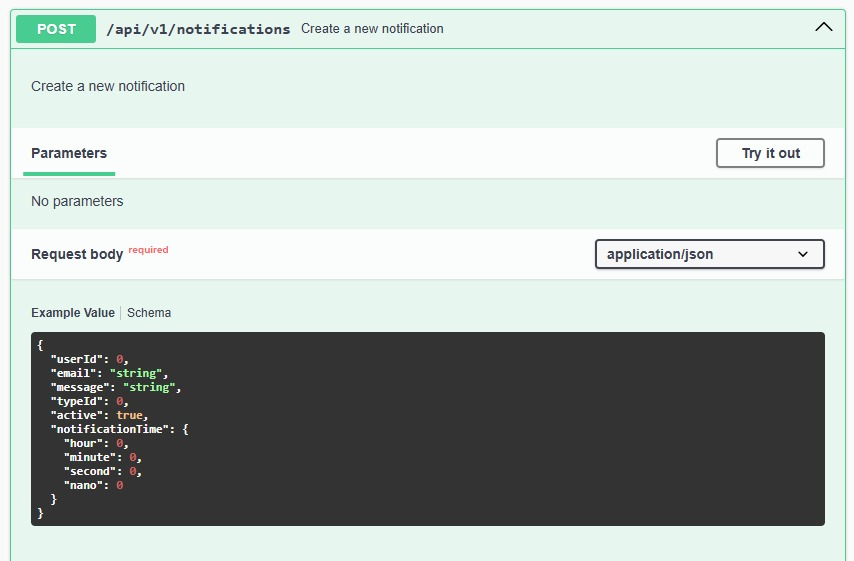 POST /api/v1/notifications Create a new notification
Create a new notification
Parameters Try it out
No parameters
Request body required application/json
Example Value Schema
{
  "userId": 0,
  "email": "string",
  "message": "string",
  "typeId": 0,
  "active": true,
  "notificationTime": {
    "hour": 0,
    "minute": 0,
    "second": 0,
    "nano": 0
  }
}